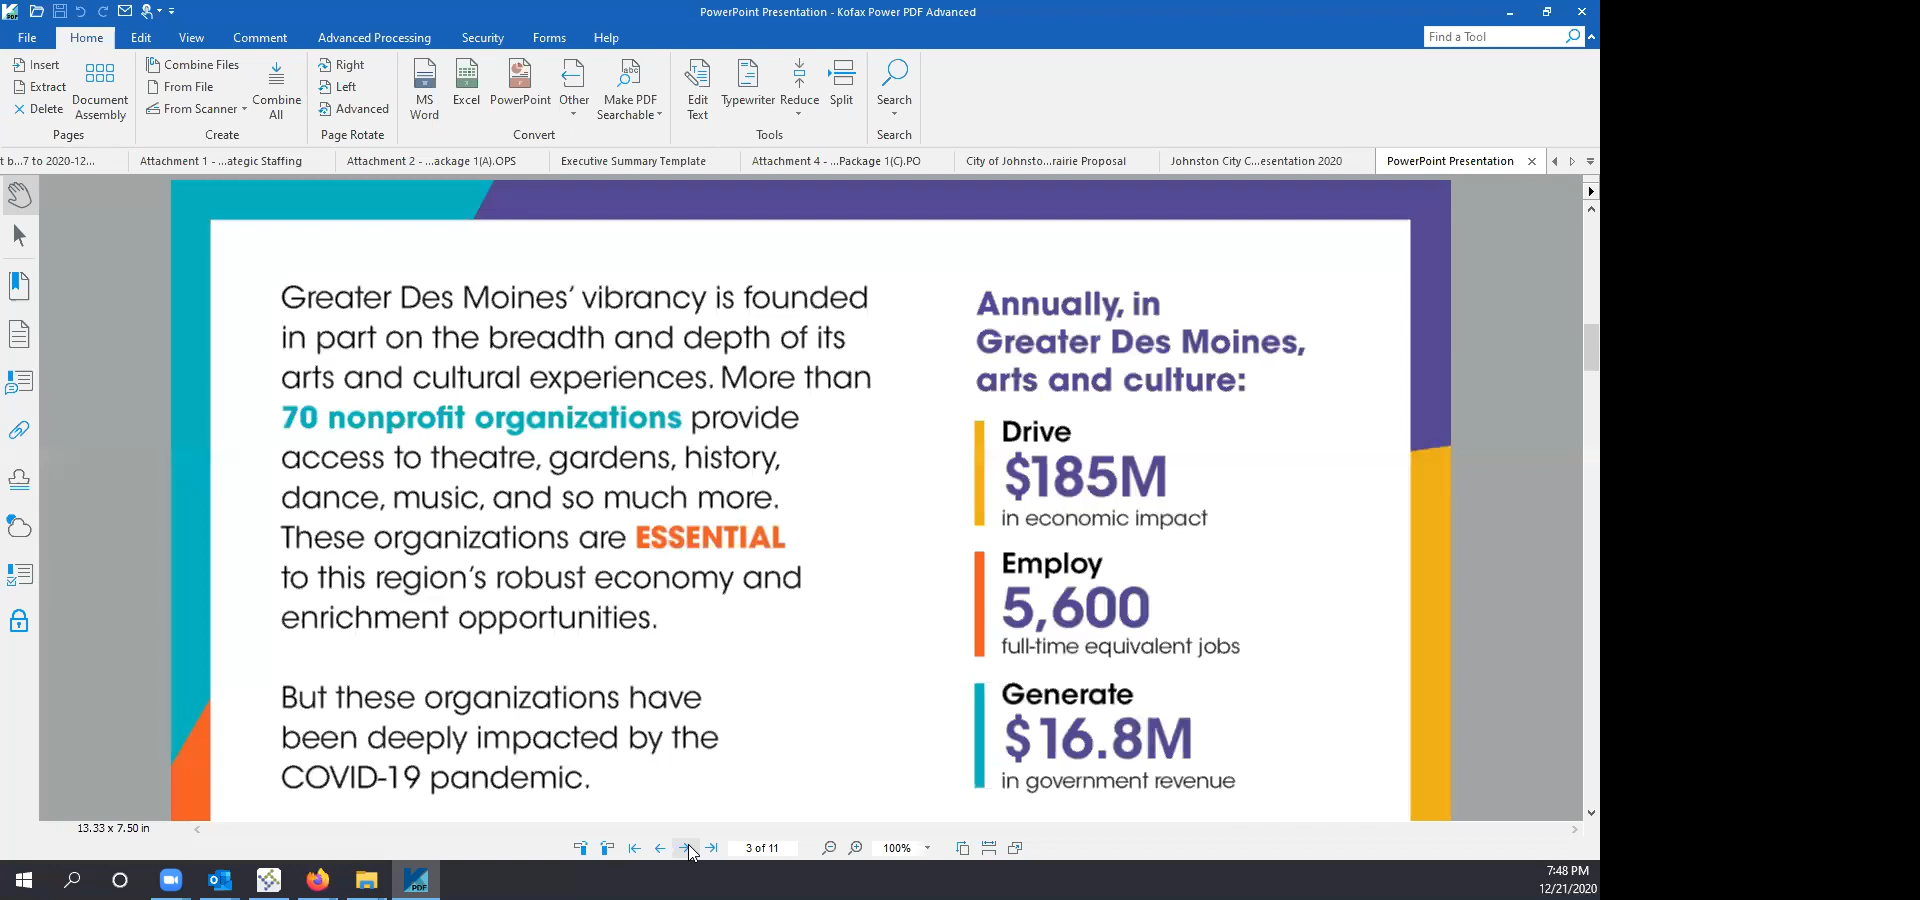 PowerPoint Presentation - Kofax Power PDF Advanced
File Home Edit View Comment Advanced Processing Security Forms Help
Find a Tool
Insert
Extract
Delete
Document Assembly
Pages
Combine Files
From File
From Scanner
Combine All
Create
Right
Left
Advanced
Page Rotate
MS Word
Excel
PowerPoint
Other
Make PDF Searchable
Convert
Edit Text
Typewriter
Reduce
Split
Tools
Search
Search
t b...7 to 2020-12... Attachment 1 - ...ategic Staffing Attachment 2 - ...ackage 1(A).OPS Executive Summary Template Attachment 4 - ...Package 1(C).PO City of Johnsto...rairie Proposal Johnston City C...esentation 2020 PowerPoint Presentation
Greater Des Moines' vibrancy is founded
in part on the breadth and depth of its
arts and cultural experiences. More than
70 nonprofit organizations provide
access to theatre, gardens, history,
dance, music, and so much more.
These organizations are ESSENTIAL
to this region's robust economy and
enrichment opportunities.
But these organizations have
been deeply impacted by the
COVID-19 pandemic.
Annually, in
Greater Des Moines,
arts and culture:
Drive
$185M
in economic impact
Employ
5,600
full-time equivalent jobs
Generate
$16.8M
in government revenue
13.33 x 7.50 in
3 of 11
100%
7:48 PM
12/21/2020